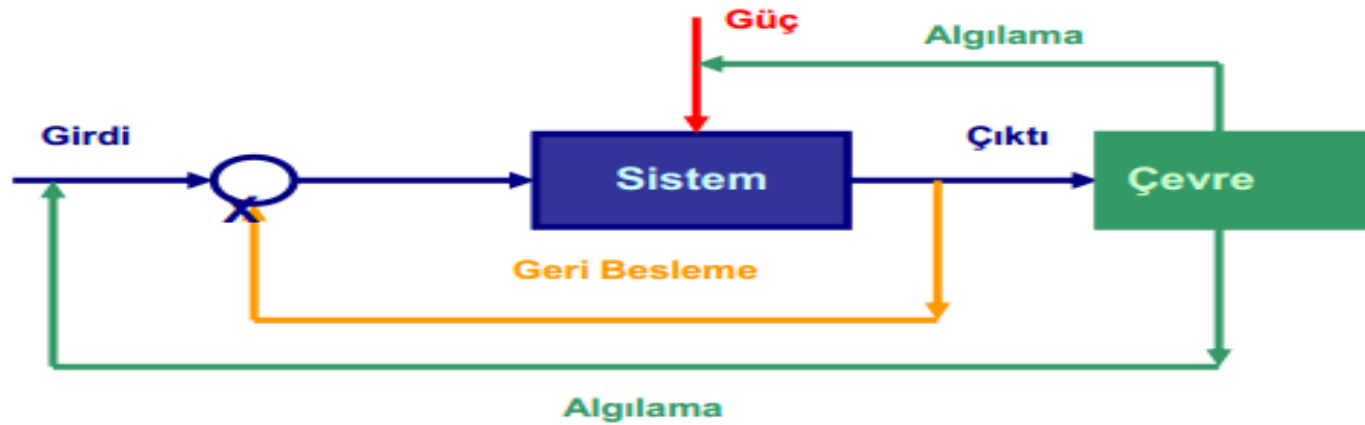 Güç
Algılama
Girdi
Çıktı
Sistem
Çevre
X
Geri Besleme
Algılama